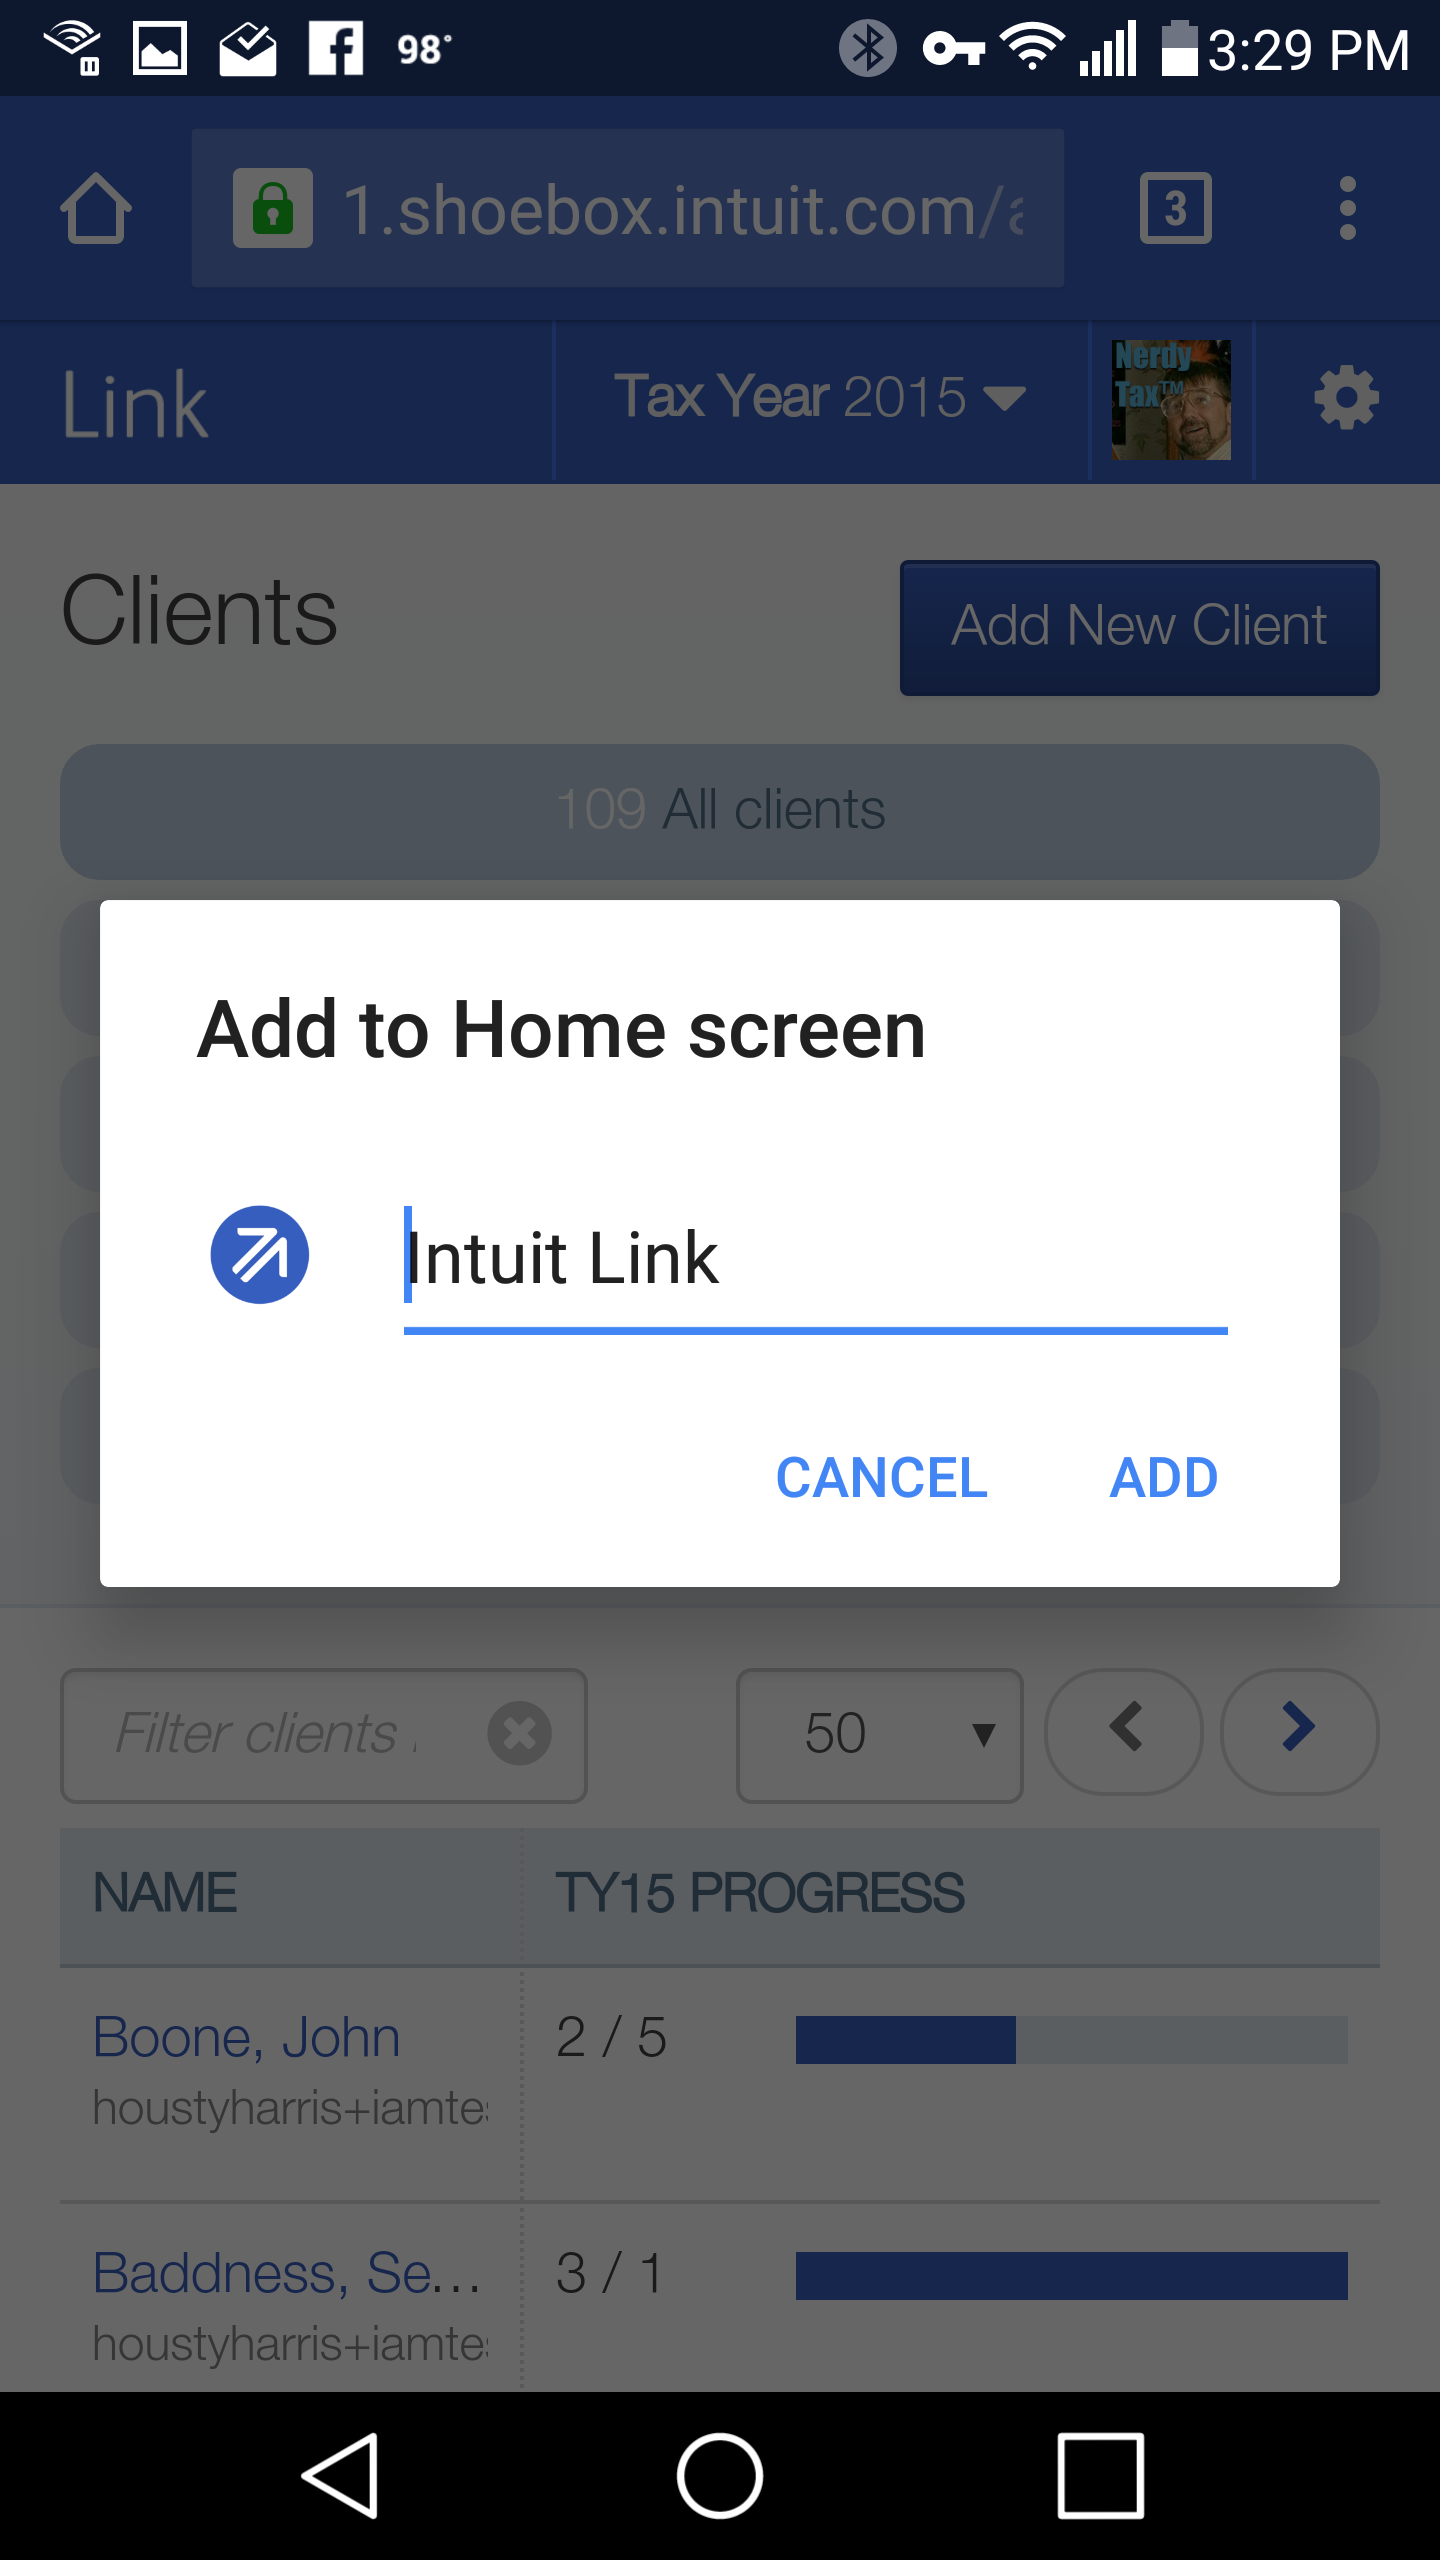 98°
3:29 PM
1.shoebox.intuit.com/
3
Link
Tax Year 2015
Nerdy
Tax™
Clients
Add New Client
109 All clients
Add to Home screen
Intuit Link
CANCEL ADD
Filter clients
50
NAME TY15 PROGRESS
Boone, John 2 / 5
houstyharris+iamte
Baddness, Se... 3 / 1
houstyharris+iamte